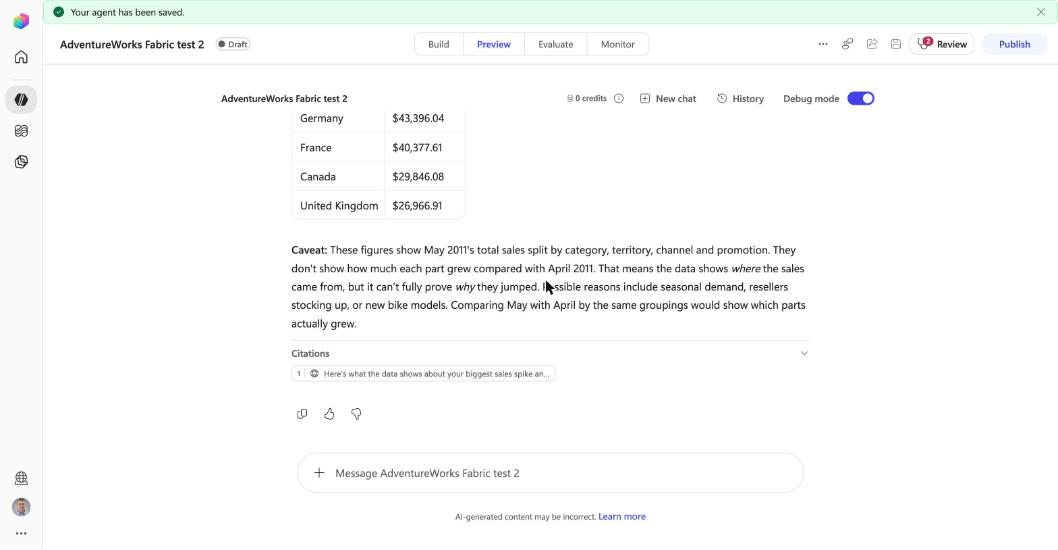 Your agent has been saved.
AdventureWorks Fabric test 2 Draft Build Preview Evaluate Monitor 2 Review Publish
AdventureWorks Fabric test 2 0 credits New chat History Debug mode
Germany $43,396.04
France $40,377.61
Canada $29,846.08
United Kingdom $26,966.91
Caveat: These figures show May 2011's total sales split by category, territory, channel and promotion. They
don't show how much each part grew compared with April 2011. That means the data shows where the sales
came from, but it can't fully prove why they jumped. Possible reasons include seasonal demand, resellers
stocking up, or new bike models. Comparing May with April by the same groupings would show which parts
actually grew.
Citations
1 Here's what the data shows about your biggest sales spike an...
Message AdventureWorks Fabric test 2
AI-generated content may be incorrect. Learn more